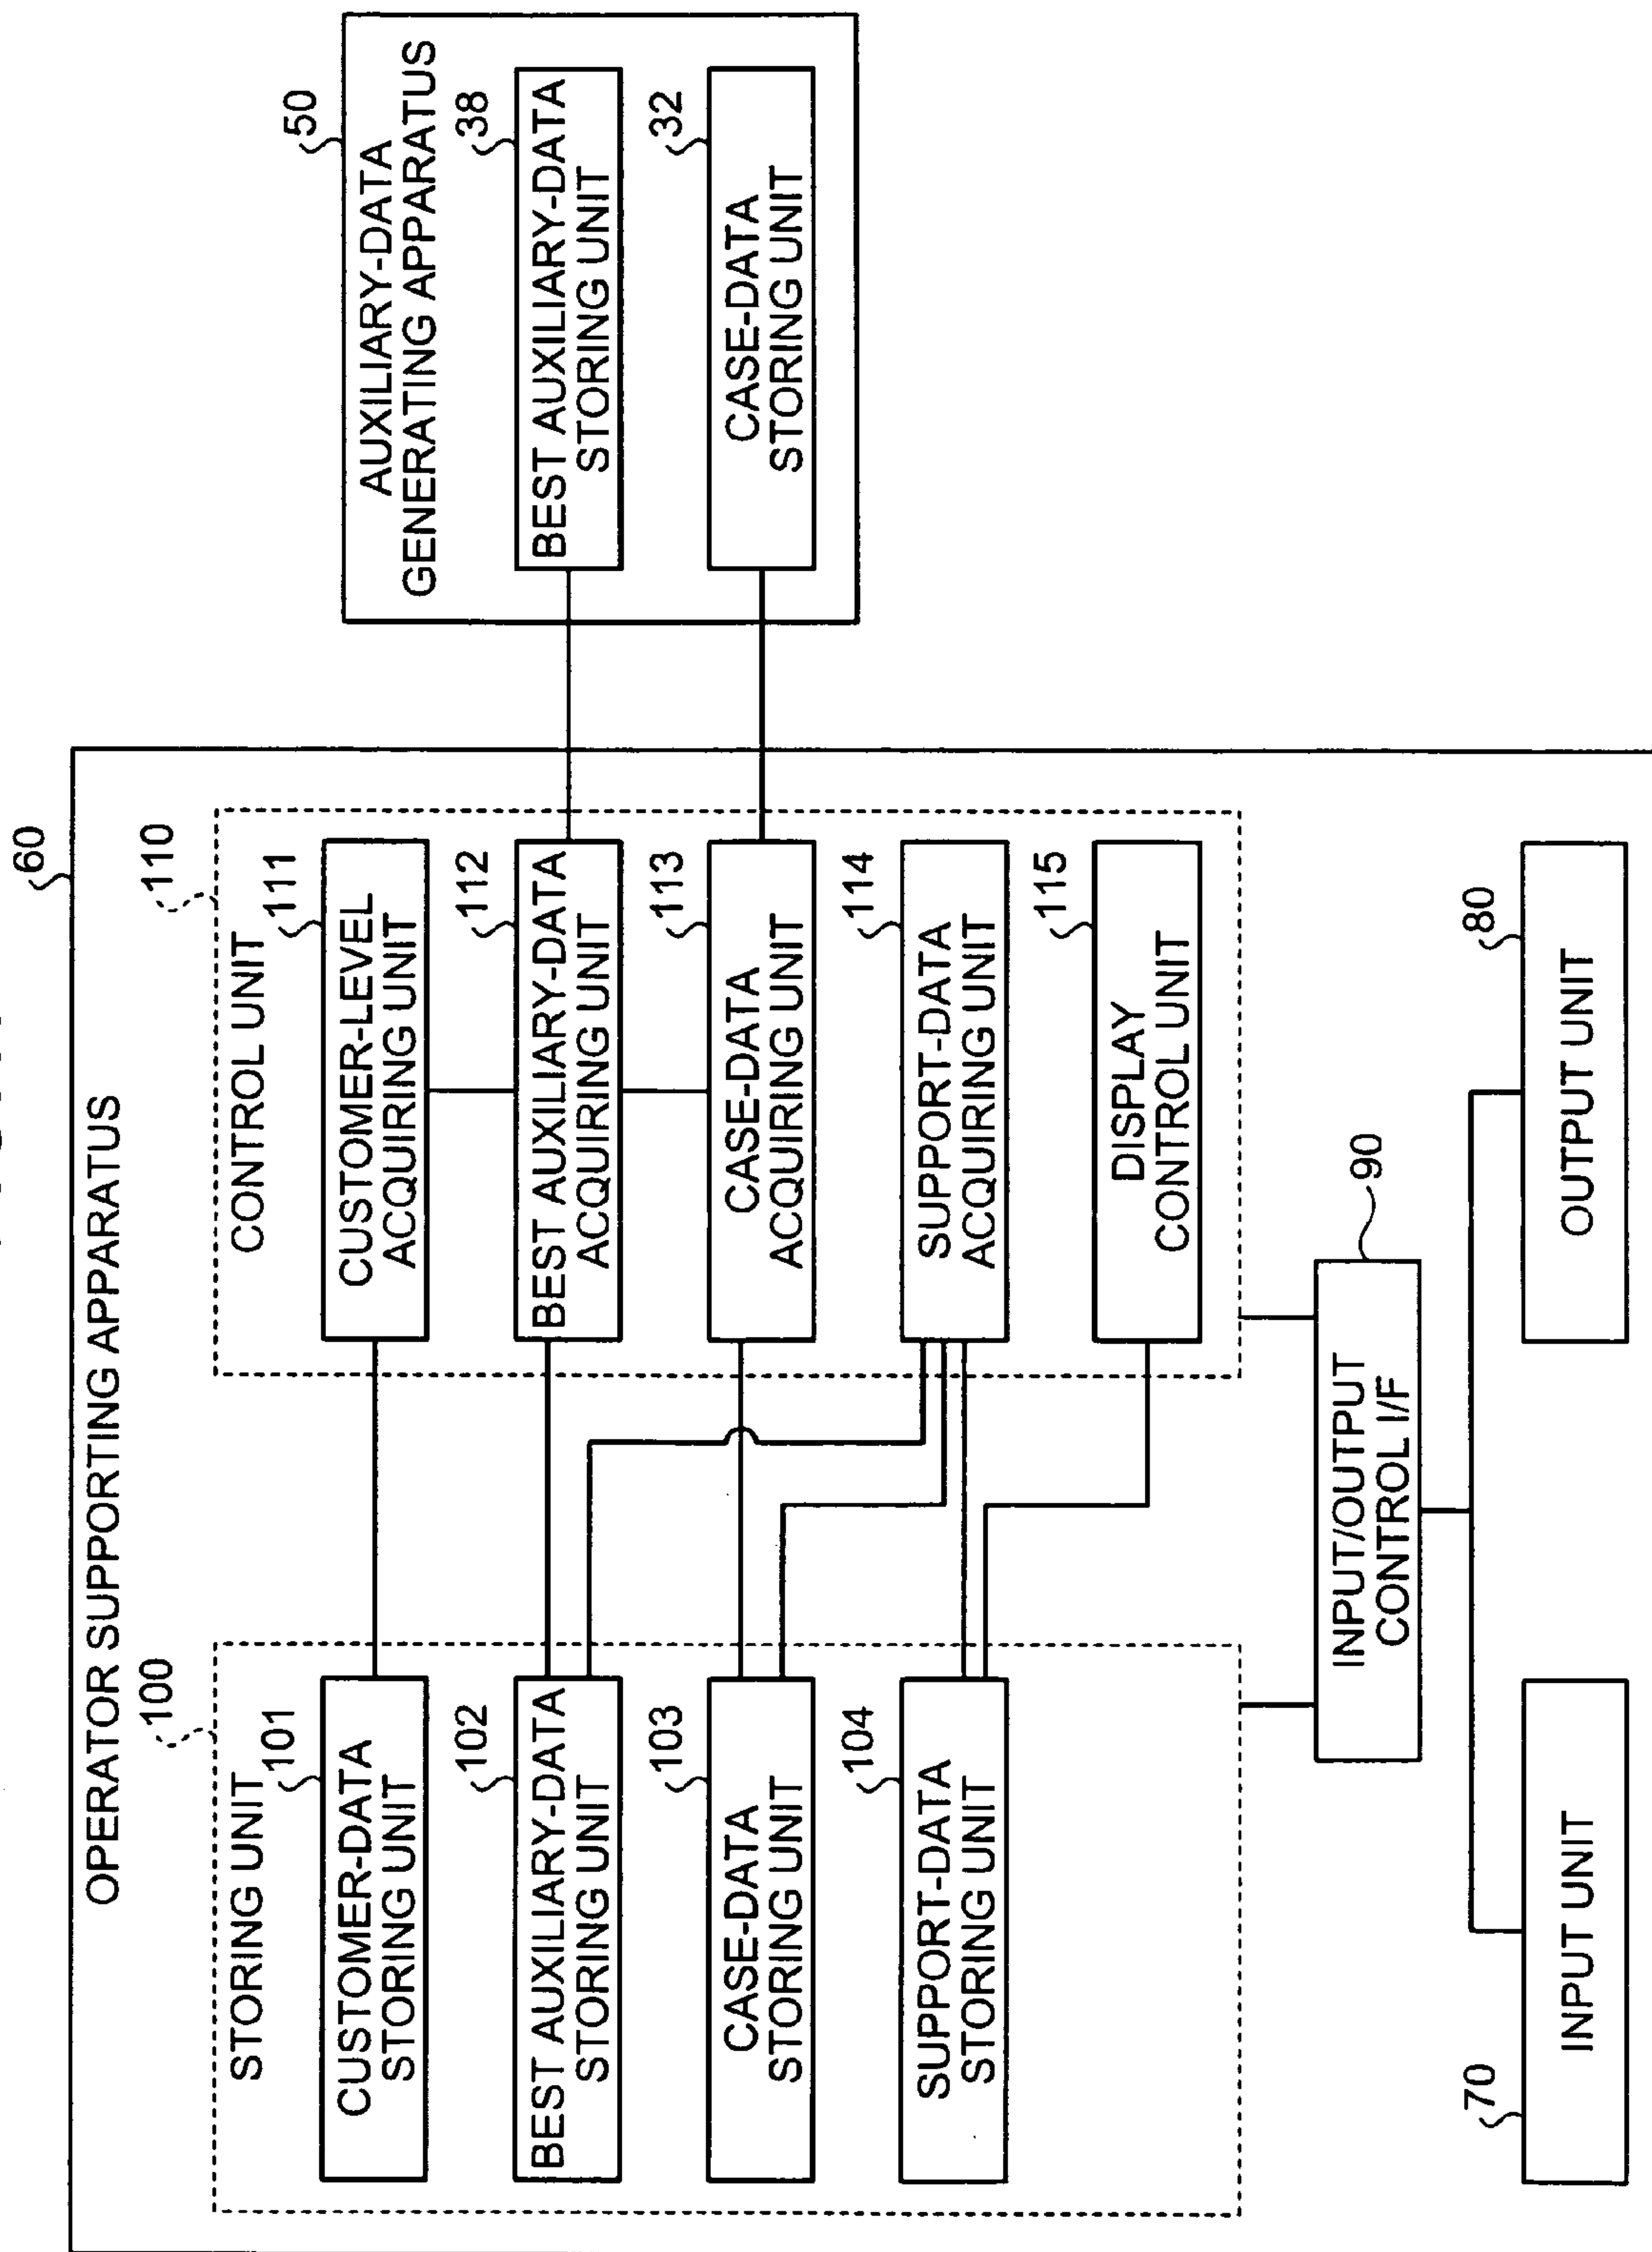 60
OPERATOR SUPPORTING APPARATUS
100
STORING UNIT
101
CUSTOMER-DATA
STORING UNIT
102
BEST AUXILIARY-DATA
STORING UNIT
103
CASE-DATA
STORING UNIT
104
SUPPORT-DATA
STORING UNIT
110
CONTROL UNIT
111
CUSTOMER-LEVEL
ACQUIRING UNIT
112
BEST AUXILIARY-DATA
ACQUIRING UNIT
113
CASE-DATA
ACQUIRING UNIT
114
SUPPORT-DATA
ACQUIRING UNIT
115
DISPLAY
CONTROL UNIT
50
AUXILIARY-DATA
GENERATING APPARATUS
38
BEST AUXILIARY-DATA
STORING UNIT
32
CASE-DATA
STORING UNIT
90
INPUT/OUTPUT
CONTROL I/F
70
INPUT UNIT
80
OUTPUT UNIT